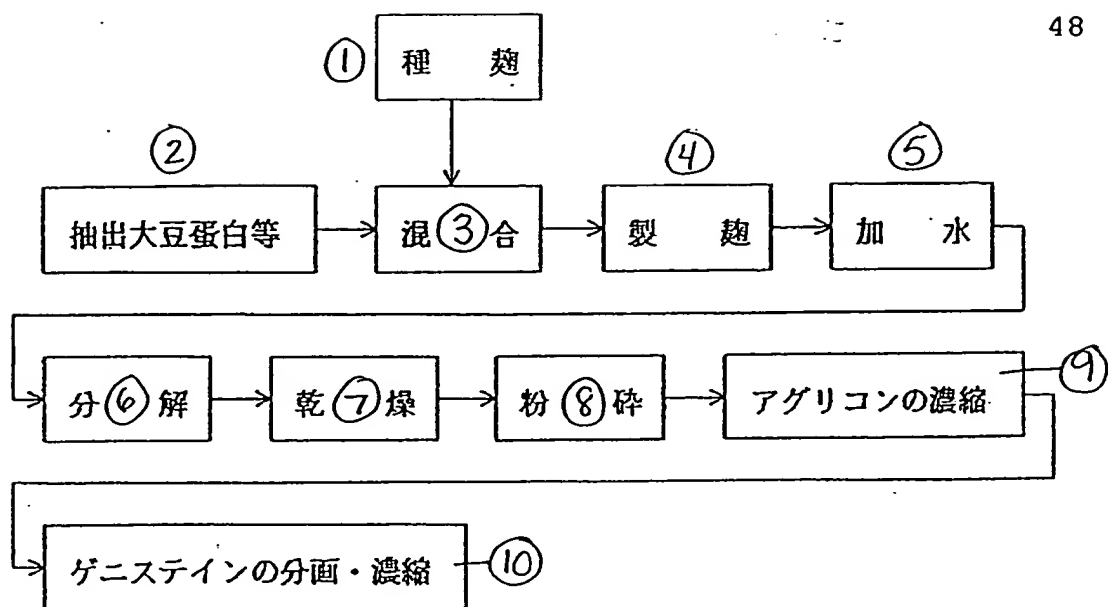 48
① 種 麹
② ④ ⑤
抽出大豆蛋白等 混③合 製 麹 加 水
分⑥解 乾⑦燥 粉⑧砕 アグリコンの濃縮 ⑨
ゲニステインの分画・濃縮 ⑩